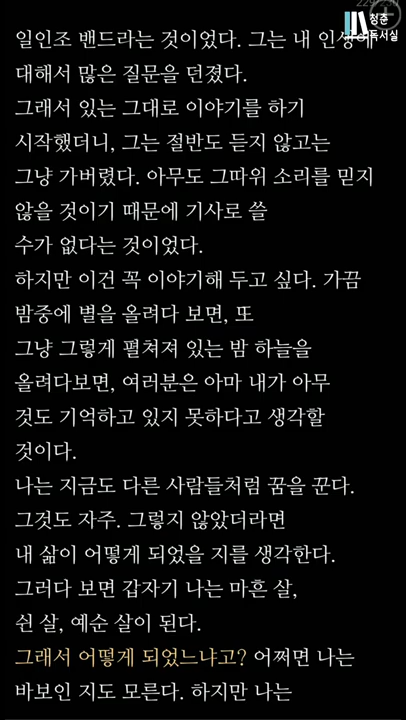 청춘
독서실
일인조 밴드라는 것이었다. 그는 내 인생에
대해서 많은 질문을 던졌다.
그래서 있는 그대로 이야기를 하기
시작했더니, 그는 절반도 듣지 않고는
그냥 가버렸다. 아무도 그따위 소리를 믿지
않을 것이기 때문에 기사로 쓸
수가 없다는 것이었다.
하지만 이건 꼭 이야기해 두고 싶다. 가끔
밤중에 별을 올려다 보면, 또
그냥 그렇게 펼쳐져 있는 밤 하늘을
올려다보면, 여러분은 아마 내가 아무
것도 기억하고 있지 못하다고 생각할
것이다.
나는 지금도 다른 사람들처럼 꿈을 꾼다.
그것도 자주. 그렇지 않았더라면
내 삶이 어떻게 되었을 지를 생각한다.
그러다 보면 갑자기 나는 마흔 살,
쉰 살, 예순 살이 된다.
그래서 어떻게 되었느냐고? 어쩌면 나는
바보인 지도 모른다. 하지만 나는